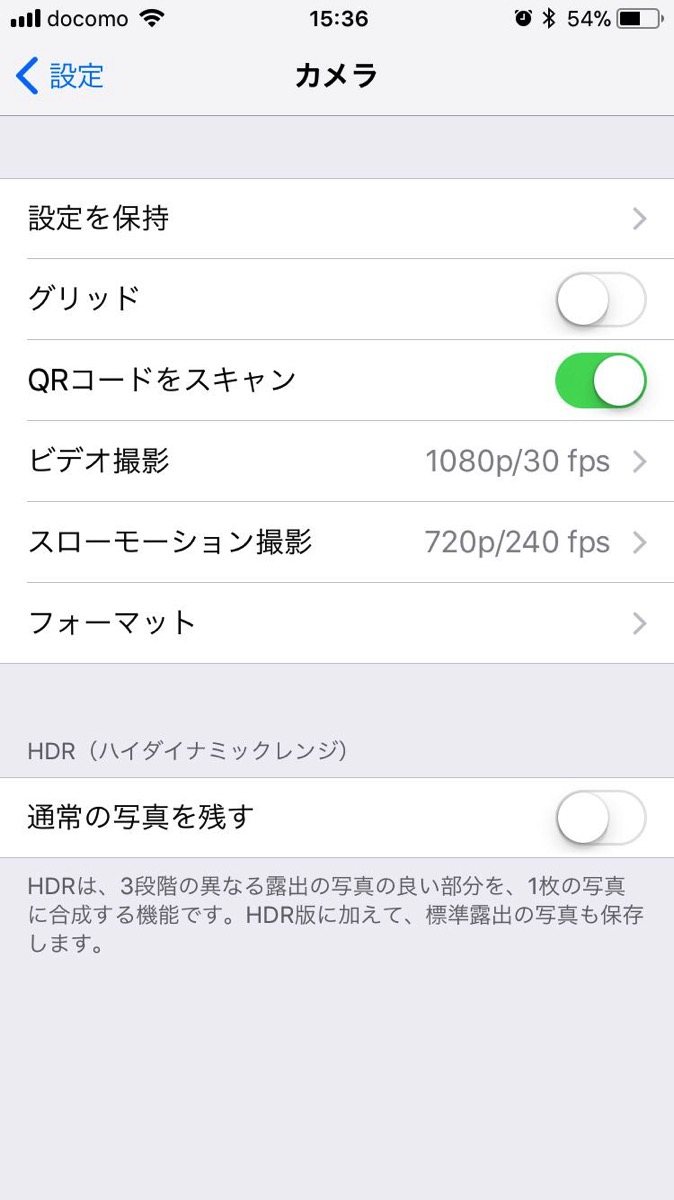 docomo 15:36 54%
設定 カメラ
設定を保持
グリッド
QRコードをスキャン
ビデオ撮影 1080p/30 fps
スローモーション撮影 720p/240 fps
フォーマット
HDR（ハイダイナミックレンジ）
通常の写真を残す
HDRは、3段階の異なる露出の写真の良い部分を、1枚の写真
に合成する機能です。HDR版に加えて、標準露出の写真も保存
します。